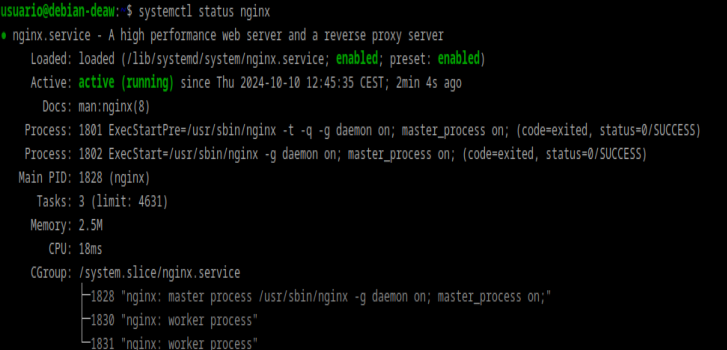 usuario@debian-deaw:~$ systemctl status nginx
● nginx.service - A high performance web server and a reverse proxy server
Loaded: loaded (/lib/systemd/system/nginx.service; enabled; preset: enabled)
Active: active (running) since Thu 2024-10-10 12:45:35 CEST; 2min 4s ago
Docs: man:nginx(8)
Process: 1801 ExecStartPre=/usr/sbin/nginx -t -q -g daemon on; master_process on; (code=exited, status=0/SUCCESS)
Process: 1802 ExecStart=/usr/sbin/nginx -g daemon on; master_process on; (code=exited, status=0/SUCCESS)
Main PID: 1828 (nginx)
Tasks: 3 (limit: 4631)
Memory: 2.5M
CPU: 18ms
CGroup: /system.slice/nginx.service
├─1828 "nginx: master process /usr/sbin/nginx -g daemon on; master_process on;"
├─1830 "nginx: worker process"
└─1831 "nginx: worker process"